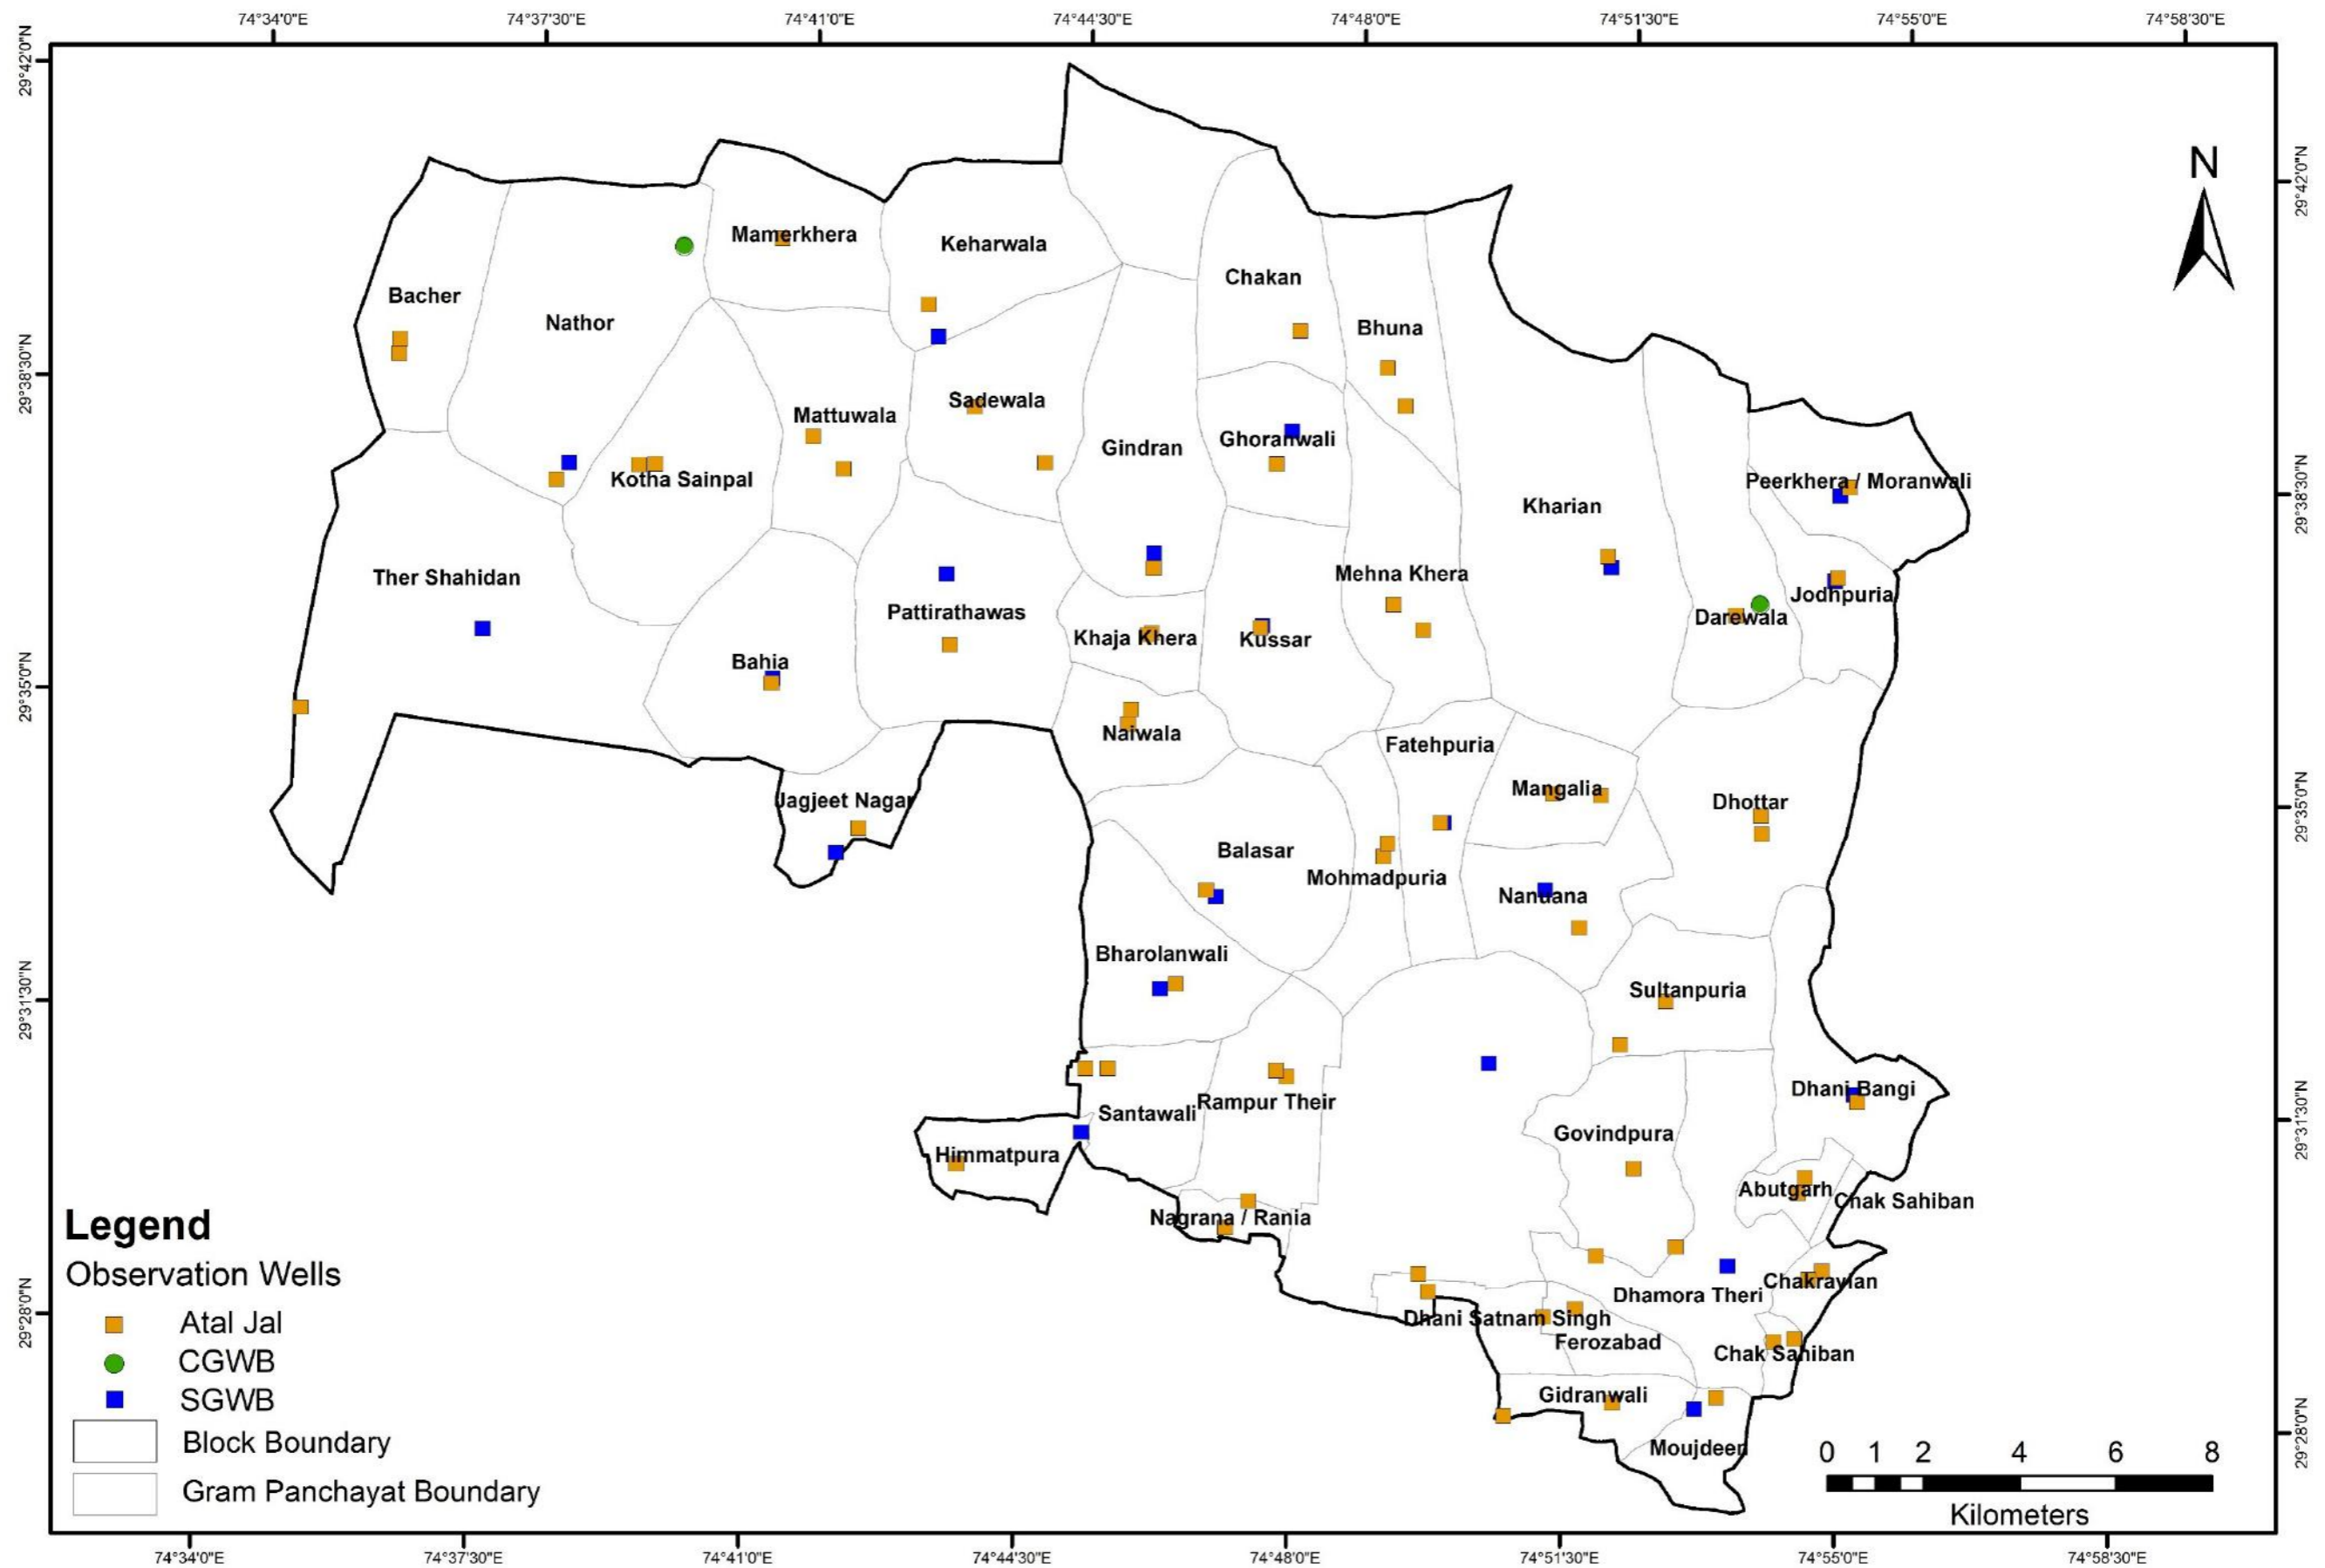 74°34'0"E 74°37'30"E 74°41'0"E 74°44'30"E 74°48'0"E 74°51'30"E 74°55'0"E 74°58'30"E
29°42'0"N
29°42'0"N
N
Mamerkhera
Keharwala
Chakan
Bacher
Nathor
Bhuna
29°38'30"N
Sadewala
Mattuwala
Ghoranwali
Gindran
Kotha Sainpal
Peerkhera / Moranwali
29°38'30"N
Kharian
Mehna Khera
Ther Shahidan
Jodhpuria
Pattirathawas
Darewala
Khaja Khera
Kussar
Bahia
29°35'0"N
Naiwala
Fatehpuria
Mangalia
Jagjeet Nagar
Dhottar
29°35'0"N
Balasar
Mohmadpuria
Nanuana
Bharolanwali
Sultanpuria
29°31'30"N
Dhani Bangi
Rampur Their
Santawali
29°31'30"N
Govindpura
Himmatpura
Abutgarh
Chak Sahiban
Nagrana / Rania
Legend
Observation Wells
Chakrayian
Dhamora Theri
29°28'0"N
Dhani Satnam Singh
Atal Jal
Ferozabad
Chak Sahiban
CGWB
Gidranwali
SGWB
29°28'0"N
Block Boundary
Moujdeen
0 1 2 4 6 8
Gram Panchayat Boundary
Kilometers
74°34'0"E 74°37'30"E 74°41'0"E 74°44'30"E 74°48'0"E 74°51'30"E 74°55'0"E 74°58'30"E